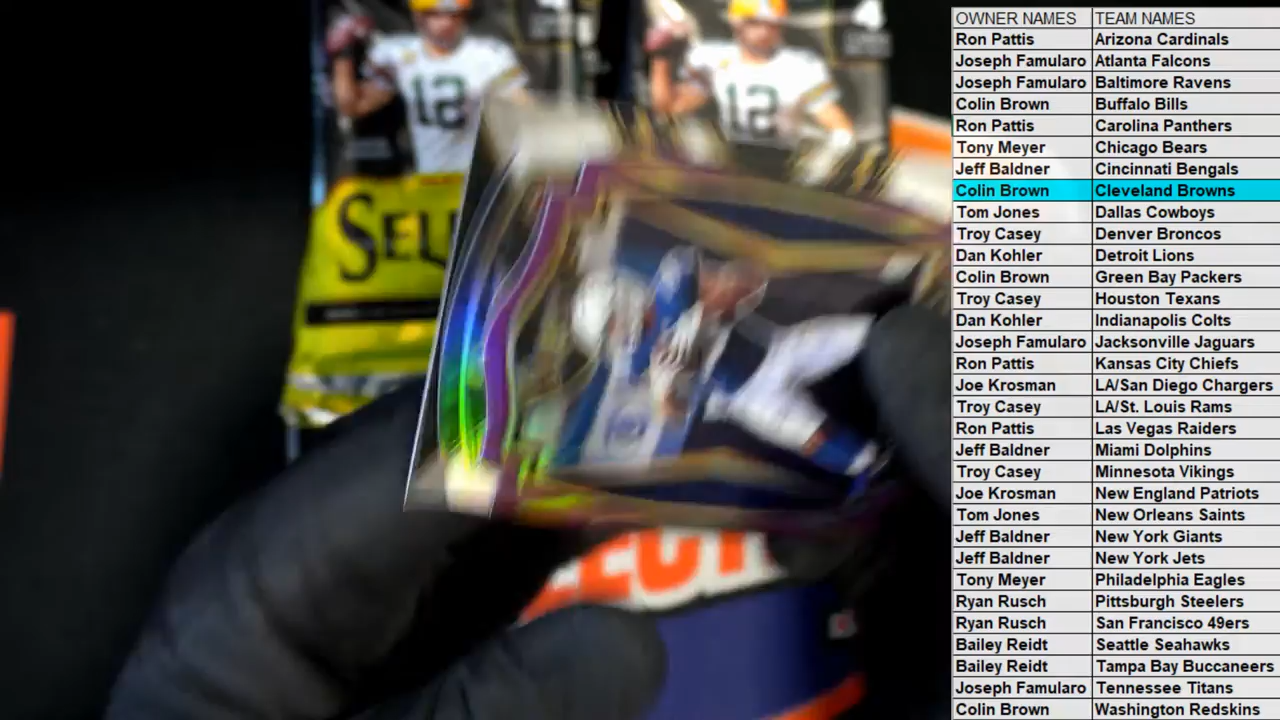 4
4
12
12
SEL
LECT
OWNER NAMES TEAM NAMES
Ron Pattis Arizona Cardinals
Joseph Famularo Atlanta Falcons
Joseph Famularo Baltimore Ravens
Colin Brown Buffalo Bills
Ron Pattis Carolina Panthers
Tony Meyer Chicago Bears
Jeff Baldner Cincinnati Bengals
Colin Brown Cleveland Browns
Tom Jones Dallas Cowboys
Troy Casey Denver Broncos
Dan Kohler Detroit Lions
Colin Brown Green Bay Packers
Troy Casey Houston Texans
Dan Kohler Indianapolis Colts
Joseph Famularo Jacksonville Jaguars
Ron Pattis Kansas City Chiefs
Joe Krosman LA/San Diego Chargers
Troy Casey LA/St. Louis Rams
Ron Pattis Las Vegas Raiders
Jeff Baldner Miami Dolphins
Troy Casey Minnesota Vikings
Joe Krosman New England Patriots
Tom Jones New Orleans Saints
Jeff Baldner New York Giants
Jeff Baldner New York Jets
Tony Meyer Philadelphia Eagles
Ryan Rusch Pittsburgh Steelers
Ryan Rusch San Francisco 49ers
Bailey Reidt Seattle Seahawks
Bailey Reidt Tampa Bay Buccaneers
Joseph Famularo Tennessee Titans
Colin Brown Washington Redskins